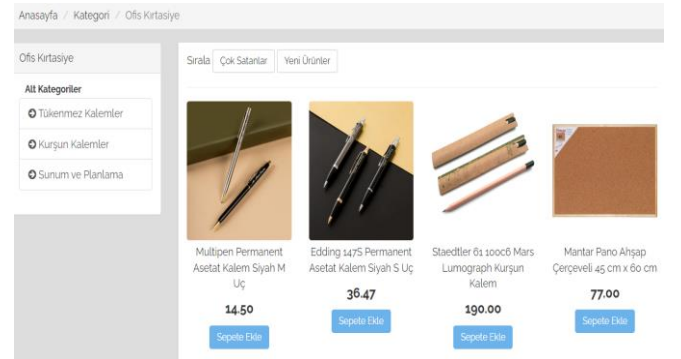 Anasayfa / Kategori / Ofis Kırtasiye
Ofis Kırtasiye
Alt Kategoriler
Tükenmez Kalemler
Kurşun Kalemler
Sunum ve Planlama
Sırala Çok Satanlar Yeni Ürünler
Multipen Permanent
Asetat Kalem Siyah M
Uç
14.50
Sepete Ekle
Edding 147S Permanent
Asetat Kalem Siyah S Uç
36.47
Sepete Ekle
Staedtler 61 100c6 Mars
Lumograph Kurşun
Kalem
190.00
Sepete Ekle
Mantar Pano Ahşap
Çerçeveli 45 cm x 60 cm
77.00
Sepete Ekle